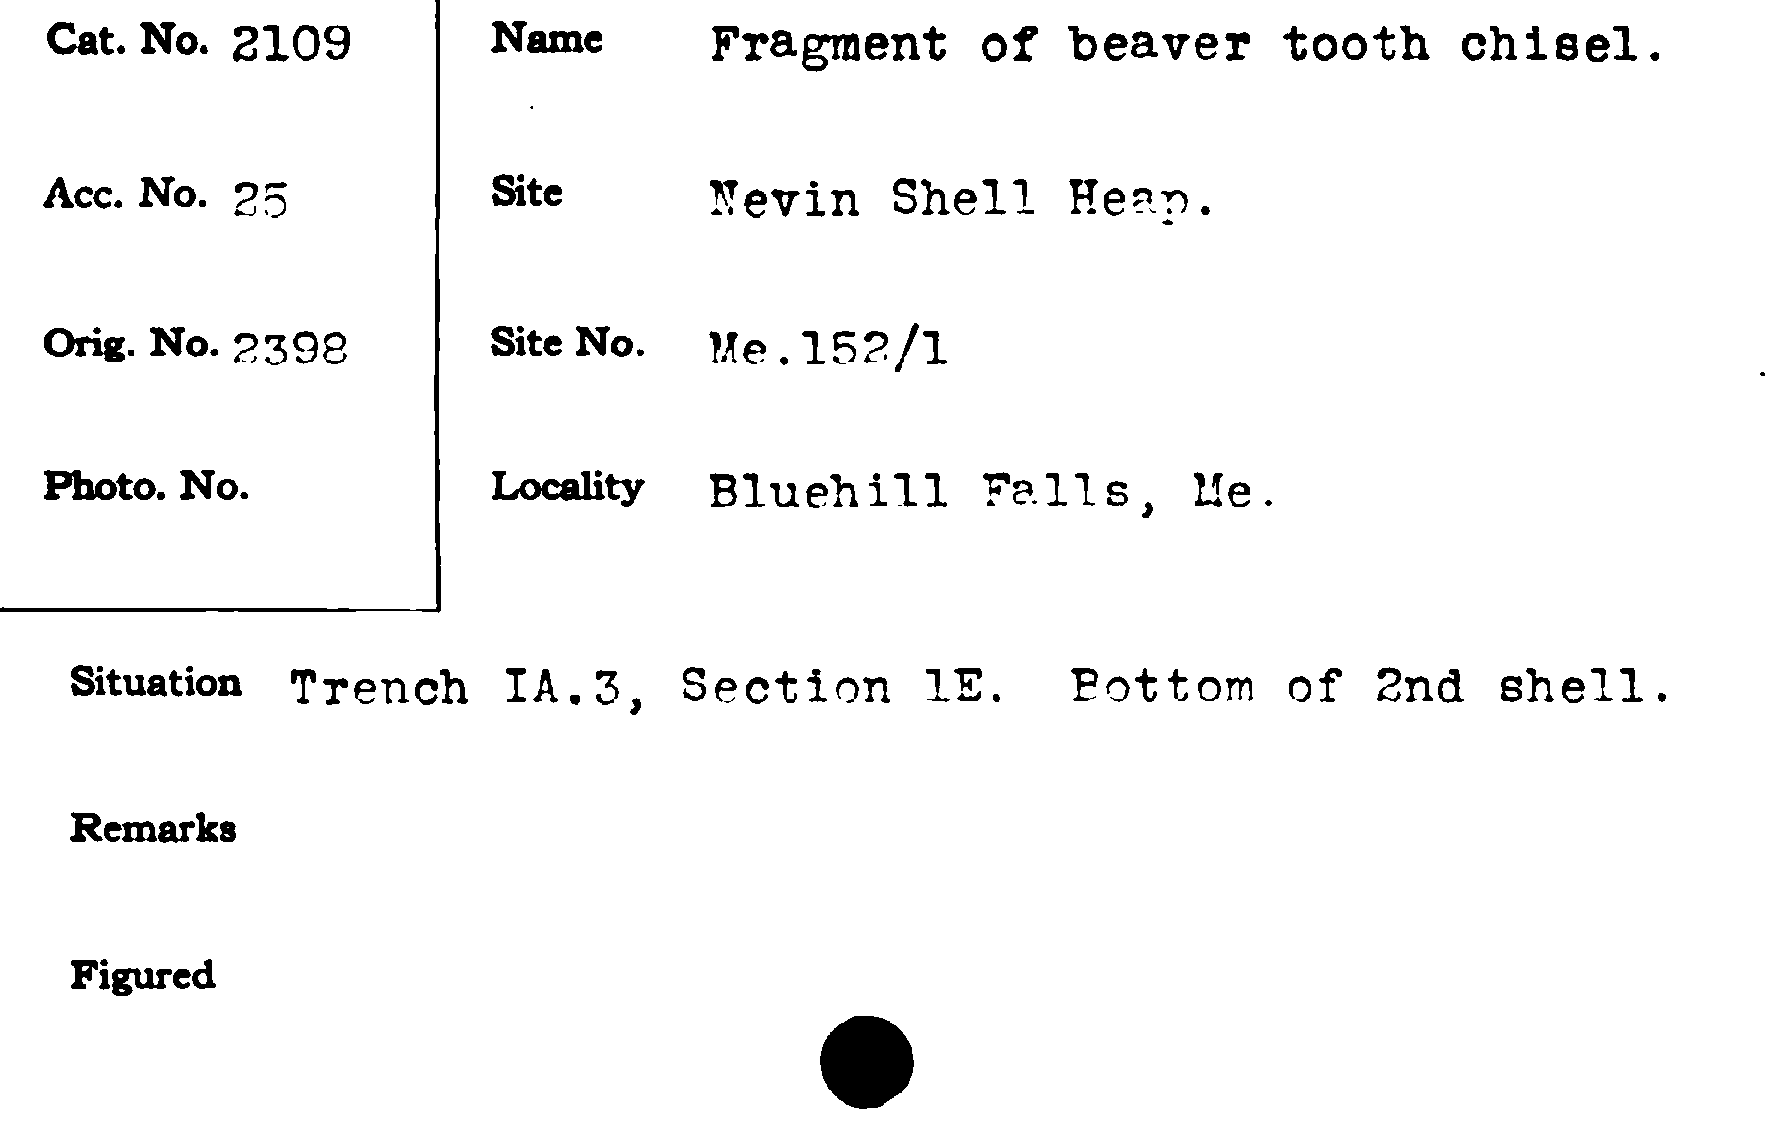 Cat. No. 2109 Name Fragment of beaver tooth chisel.
Acc. No. 25 Site Nevin Shell Heap.
Orig. No. 2398 Site No. Me.152/1
Photo. No. Locality Bluehill Falls, Me.
Situation Trench IA.3, Section 1E. Bottom of 2nd shell.
Remarks
Figured